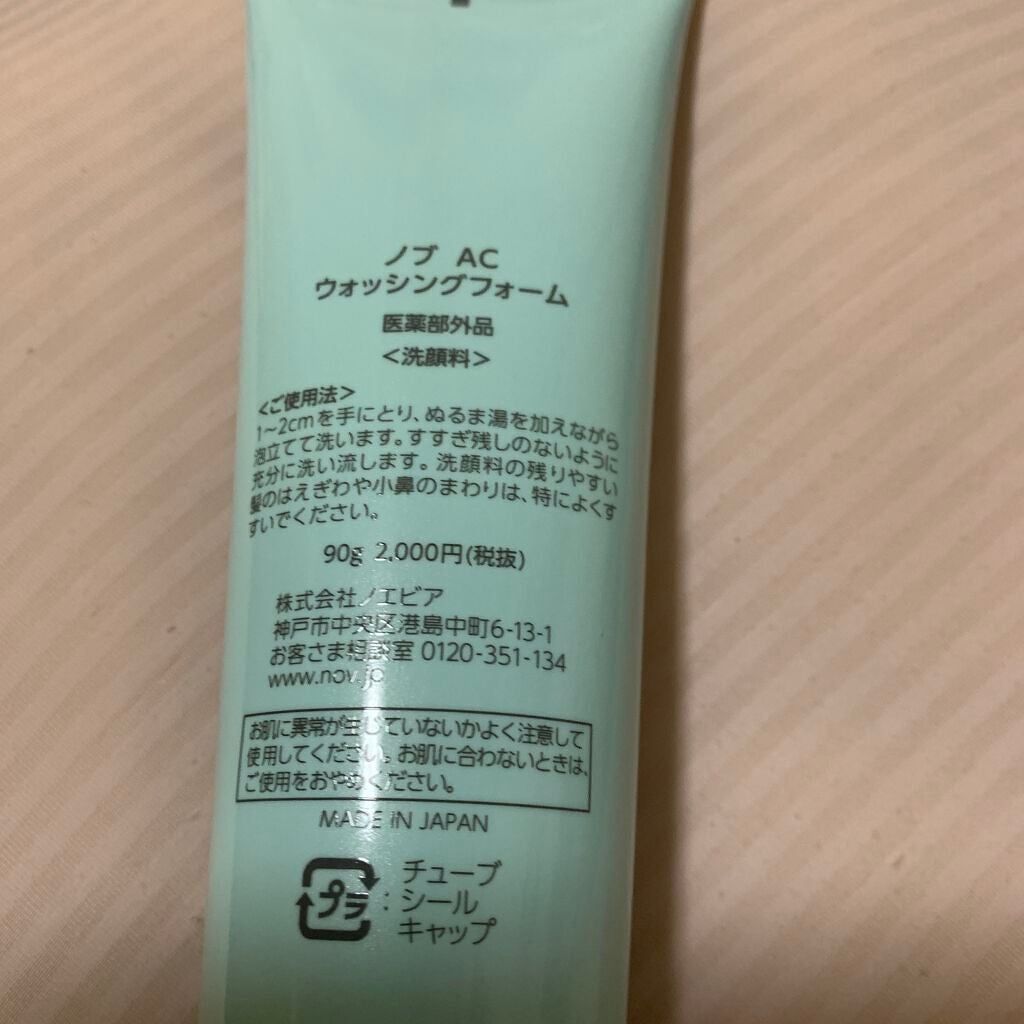 ノブ AC
ウォッシングフォーム
医薬部外品
<洗顔料>
<ご使用法>
1~2cmを手にとり、ぬるま湯を加えながら
泡立てて洗います。すすぎ残しのないように
充分に洗い流します。洗顔料の残りやすい
髪のはえぎわや小鼻のまわりは、特によくす
すいでください。
90g 2,000円(税抜)
株式会社ノエビア
神戸市中央区港島中町6-13-1
お客さま相談室 0120-351-134
www.nov.jp
お肌に異常が生じていないかよく注意して
使用してください。お肌に合わないときは、
ご使用をおやめください。
MADE IN JAPAN
プラ : チューブ
シール
キャップ